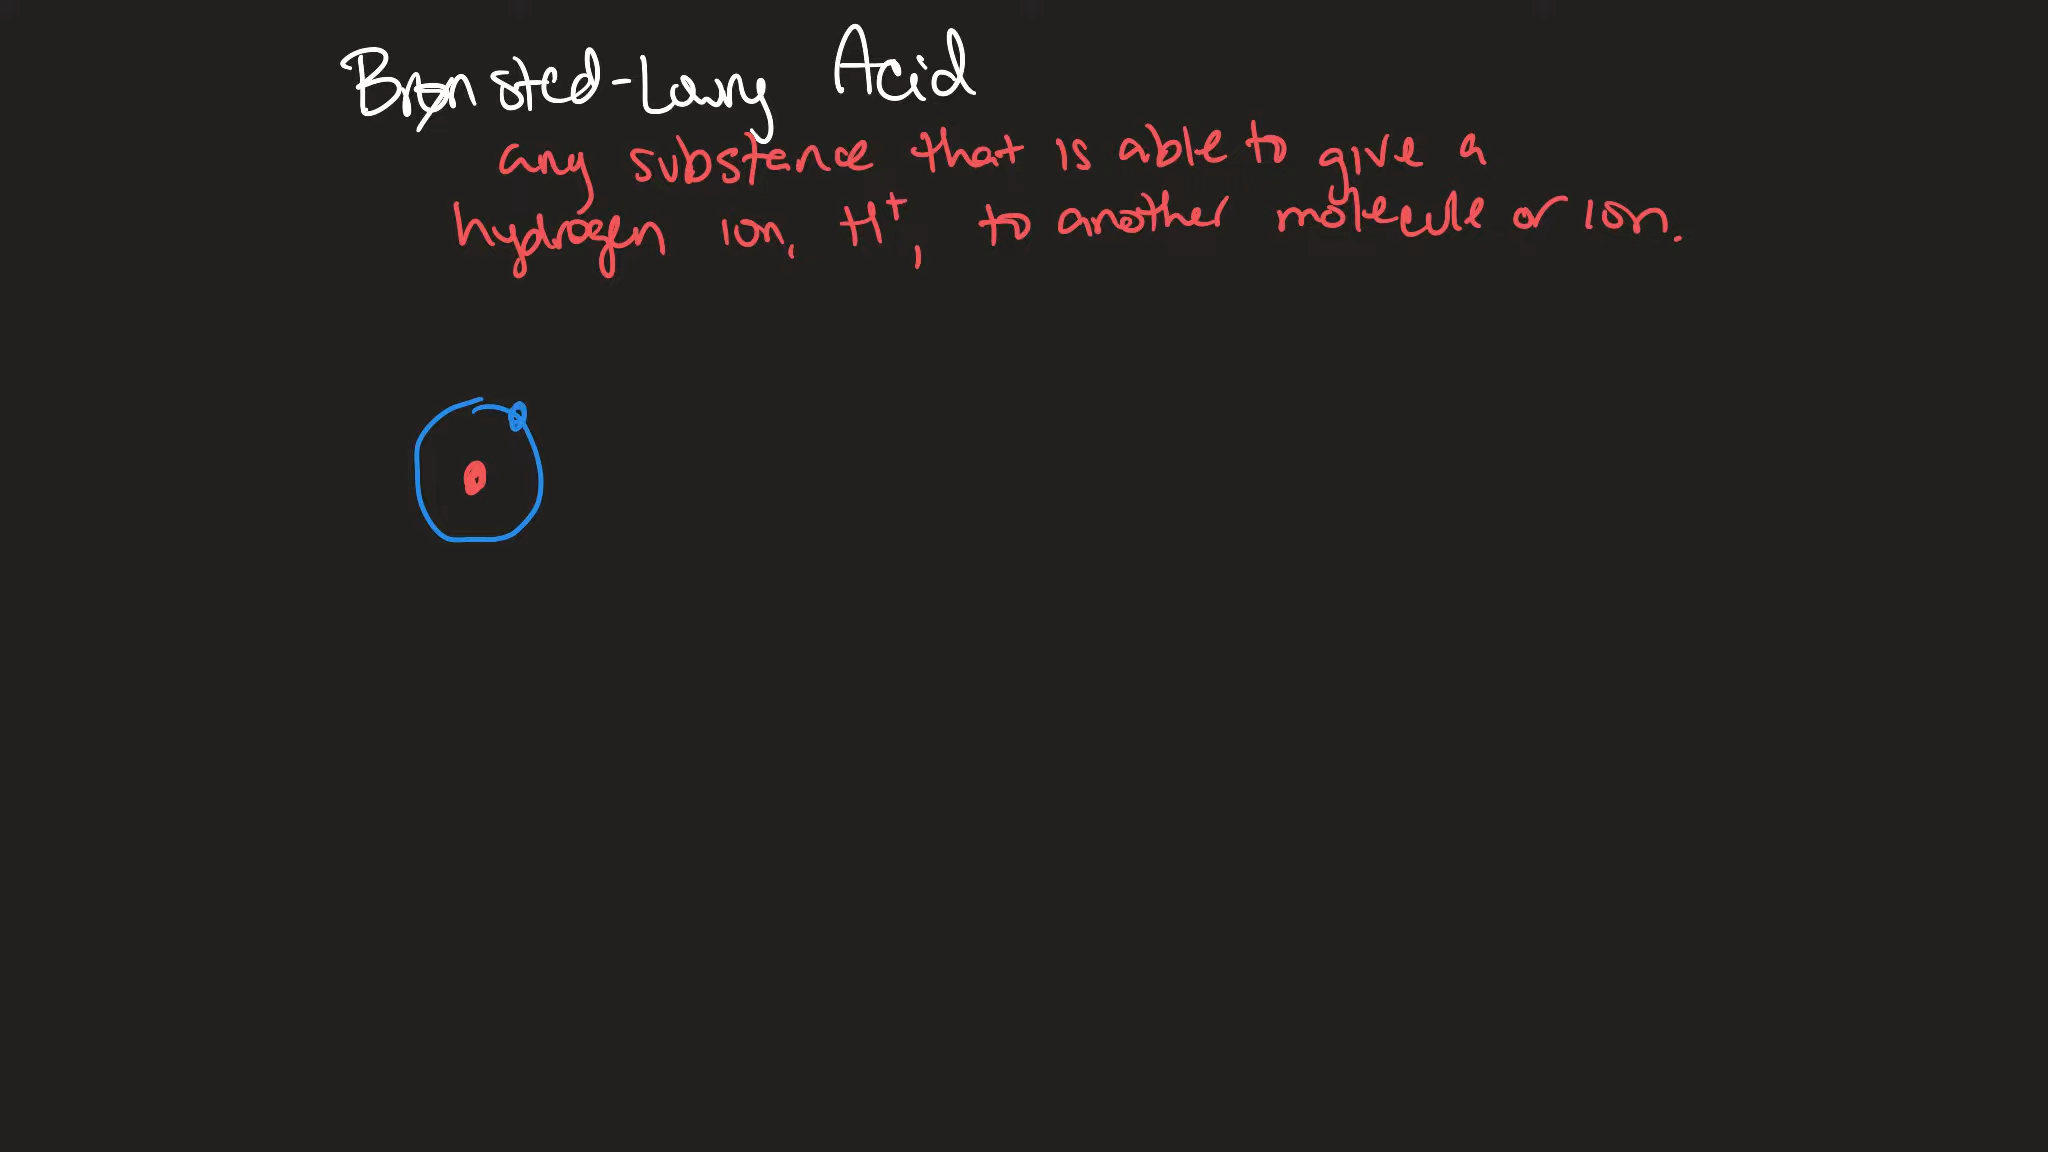 Brønsted-Lowry Acid
any substance that is able to give a
hydrogen ion, H⁺, to another molecule or ion.